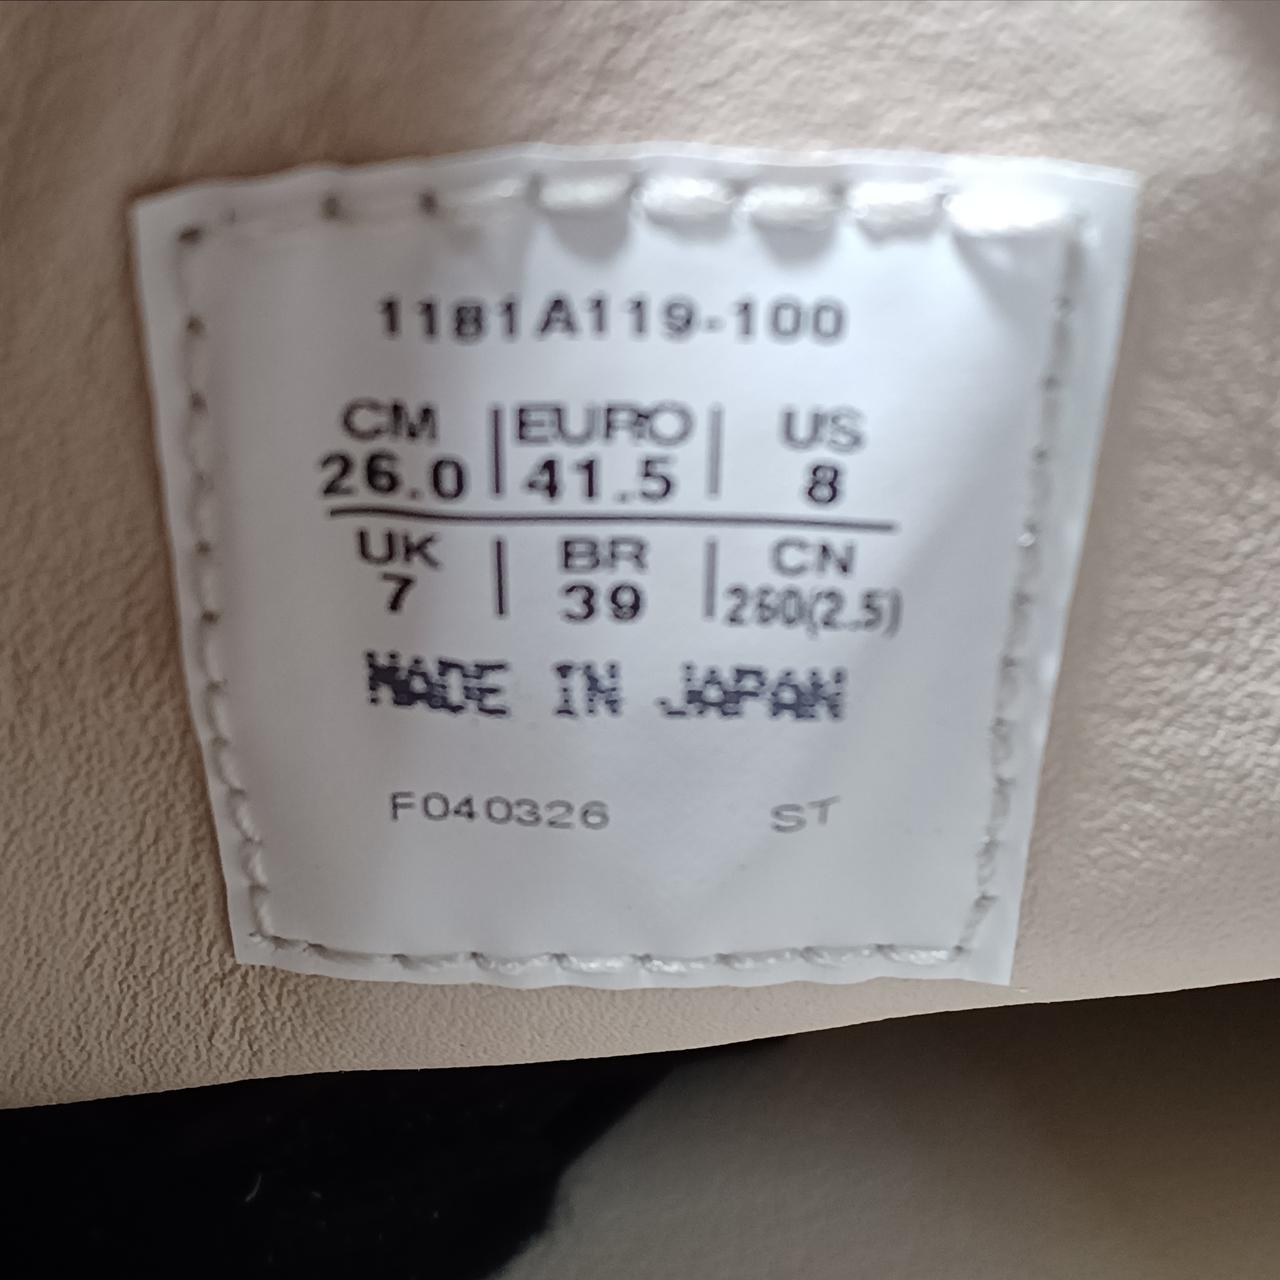 1181A119-100
CM | EURO | US
26.0 | 41.5 | 8
UK | BR | CN
7 | 39 | 260(2.5)
MADE IN JAPAN
F040326 ST